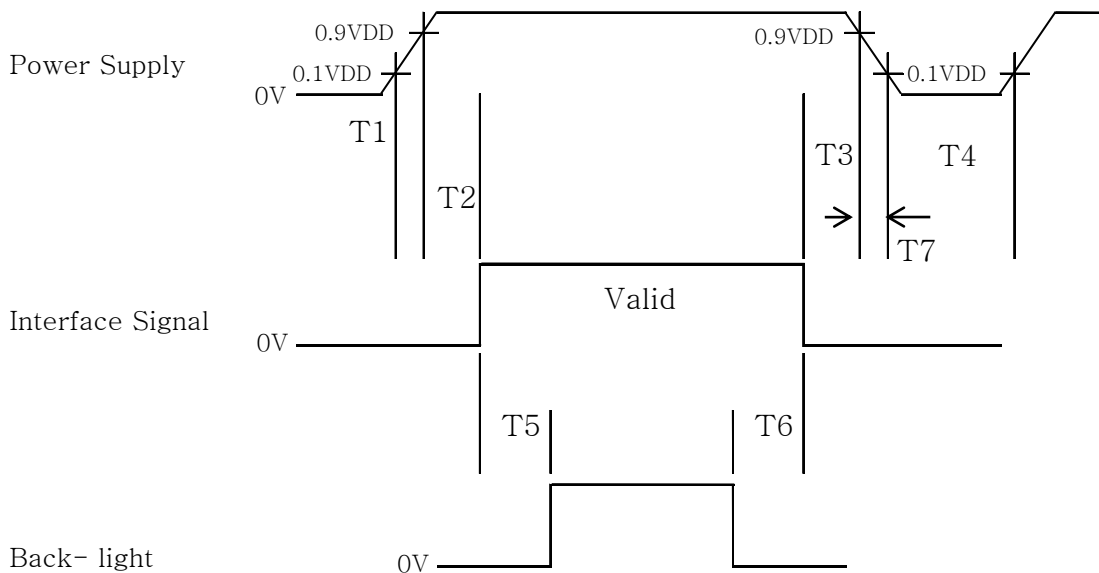 0.9VDD
0.9VDD
Power Supply
0.1VDD
0.1VDD
0V
T1
T3
T4
T2
T7
Valid
Interface Signal
0V
T5
T6
Back- light
0V